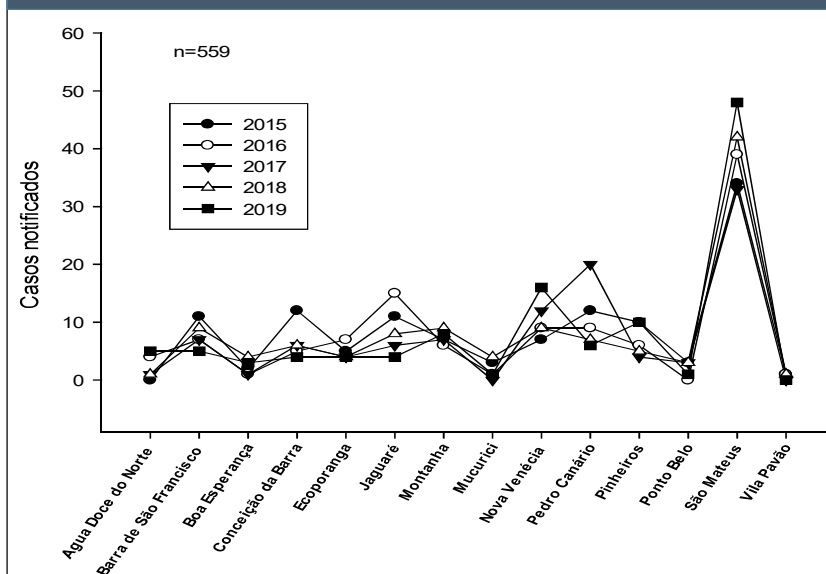 60
n=559
50
2015
2016
2017
2018
2019
40
30
20
10
0
Casos notificados
Agua Doce do Norte
Barra de São Francisco
Boa Esperança
Conceição da Barra
Ecoporanga
Jaguaré
Montanha
Mucurici
Nova Venécia
Pedro Canário
Pinheiros
Ponto Belo
São Mateus
Vila Pavão